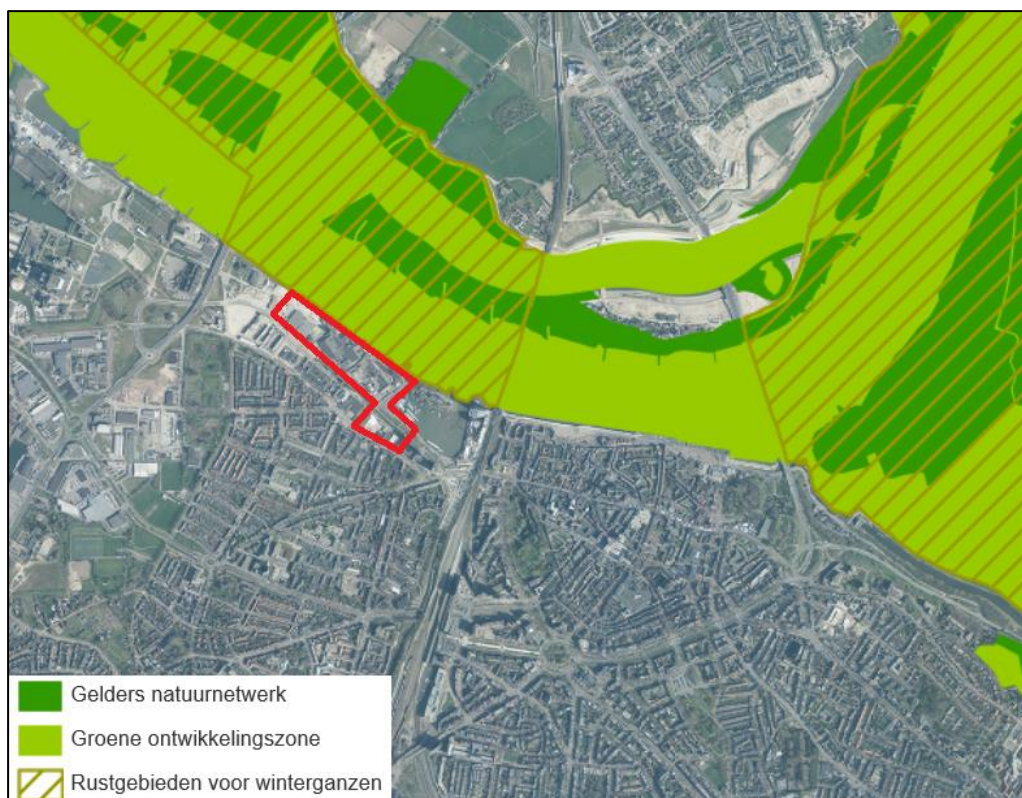 Gelders natuurnetwerk
Groene ontwikkelingszone
Rustgebieden voor winterganzen